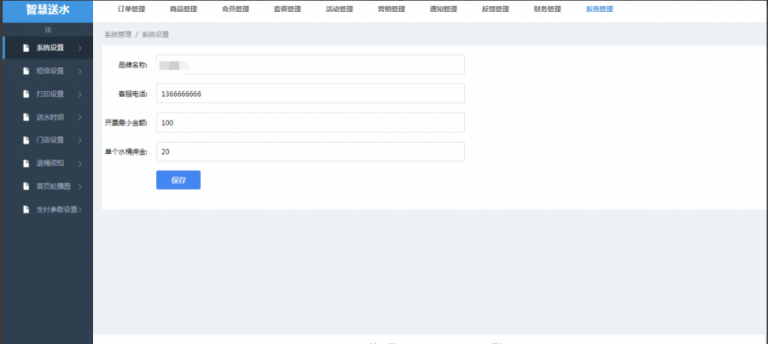 智慧送水
订单管理 商品管理 会员管理 套餐管理 活动管理 营销管理 通知管理 反馈管理 财务管理 系统管理
系统管理 / 系统设置
系统设置
短信设置
打印设置
送水时间
门店设置
退桶须知
首页轮播图
支付参数设置
品牌名称:
客服电话: 1366666666
开票最小金额: 100
单个水桶押金: 20
保存